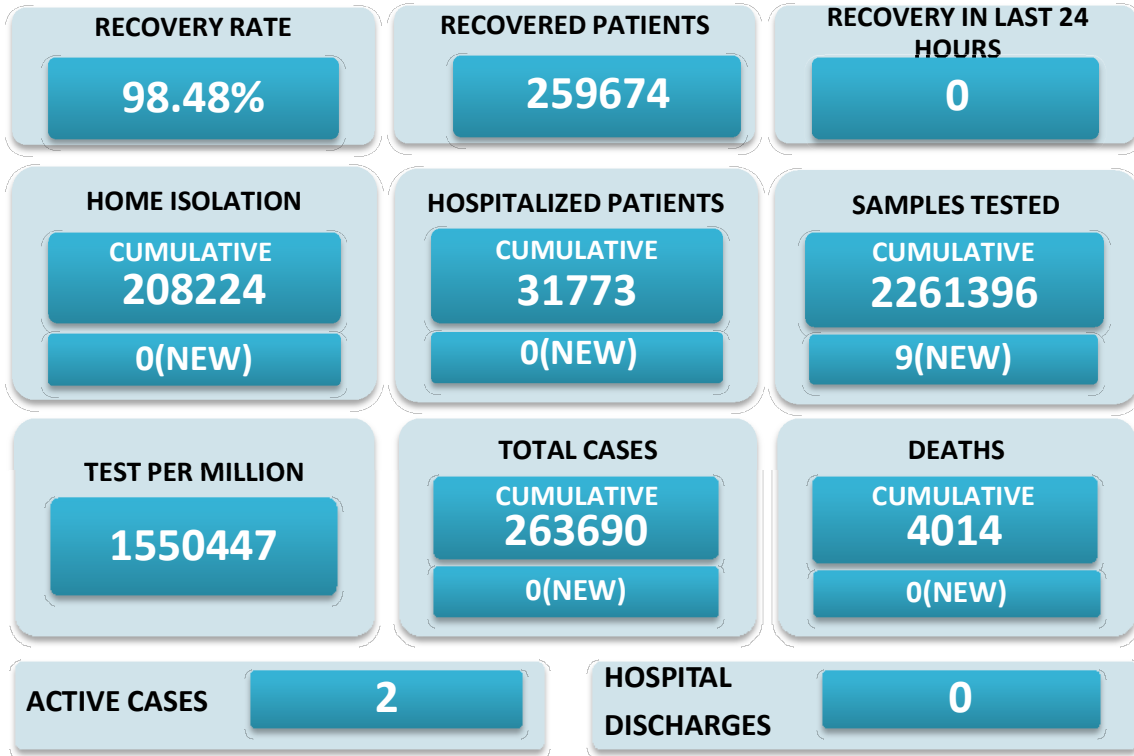 RECOVERY RATE
98.48%
RECOVERED PATIENTS
259674
RECOVERY IN LAST 24
HOURS
0
HOME ISOLATION
CUMULATIVE
208224
0(NEW)
HOSPITALIZED PATIENTS
CUMULATIVE
31773
0(NEW)
SAMPLES TESTED
CUMULATIVE
2261396
9(NEW)
TEST PER MILLION
1550447
TOTAL CASES
CUMULATIVE
263690
0(NEW)
DEATHS
CUMULATIVE
4014
0(NEW)
ACTIVE CASES
2
HOSPITAL
DISCHARGES
0